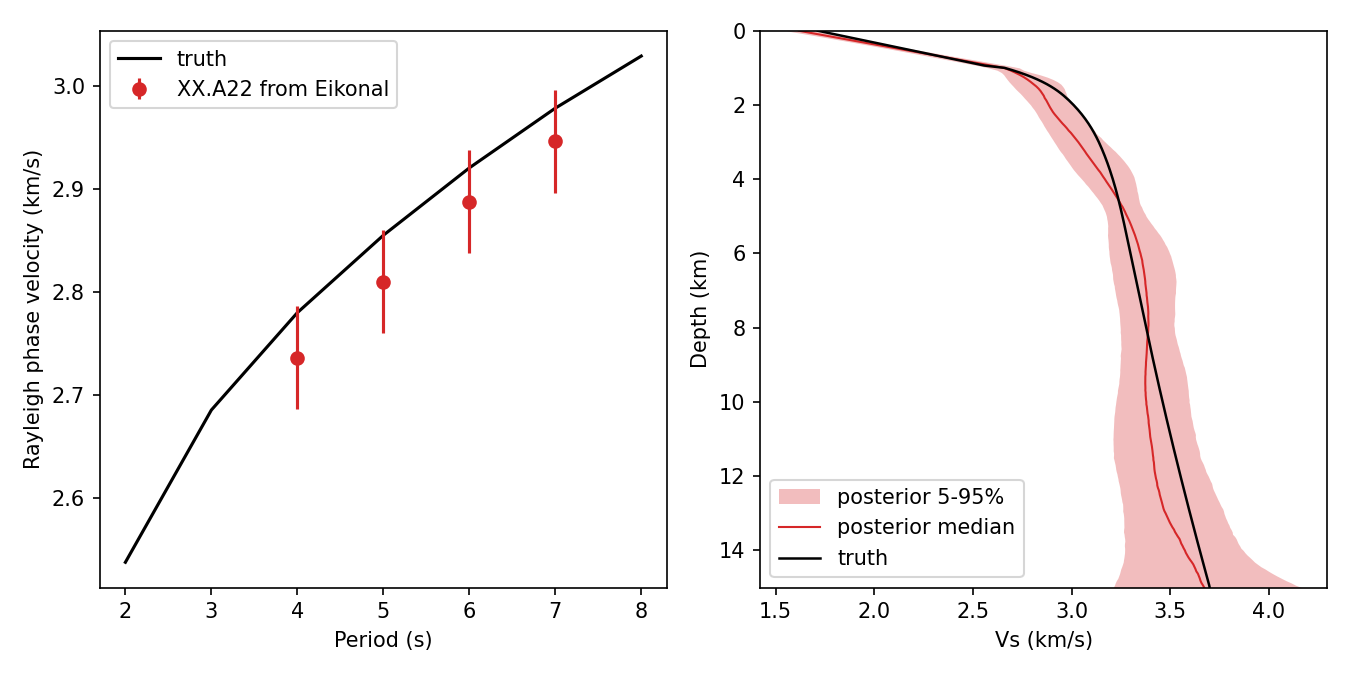 truth
XX.A22 from Eikonal
Rayleigh phase velocity (km/s)
3.0
2.9
2.8
2.7
2.6
2 3 4 5 6 7 8
Period (s)
Depth (km)
0
2
4
6
8
10
12
14
posterior 5-95%
posterior median
truth
1.5 2.0 2.5 3.0 3.5 4.0
Vs (km/s)